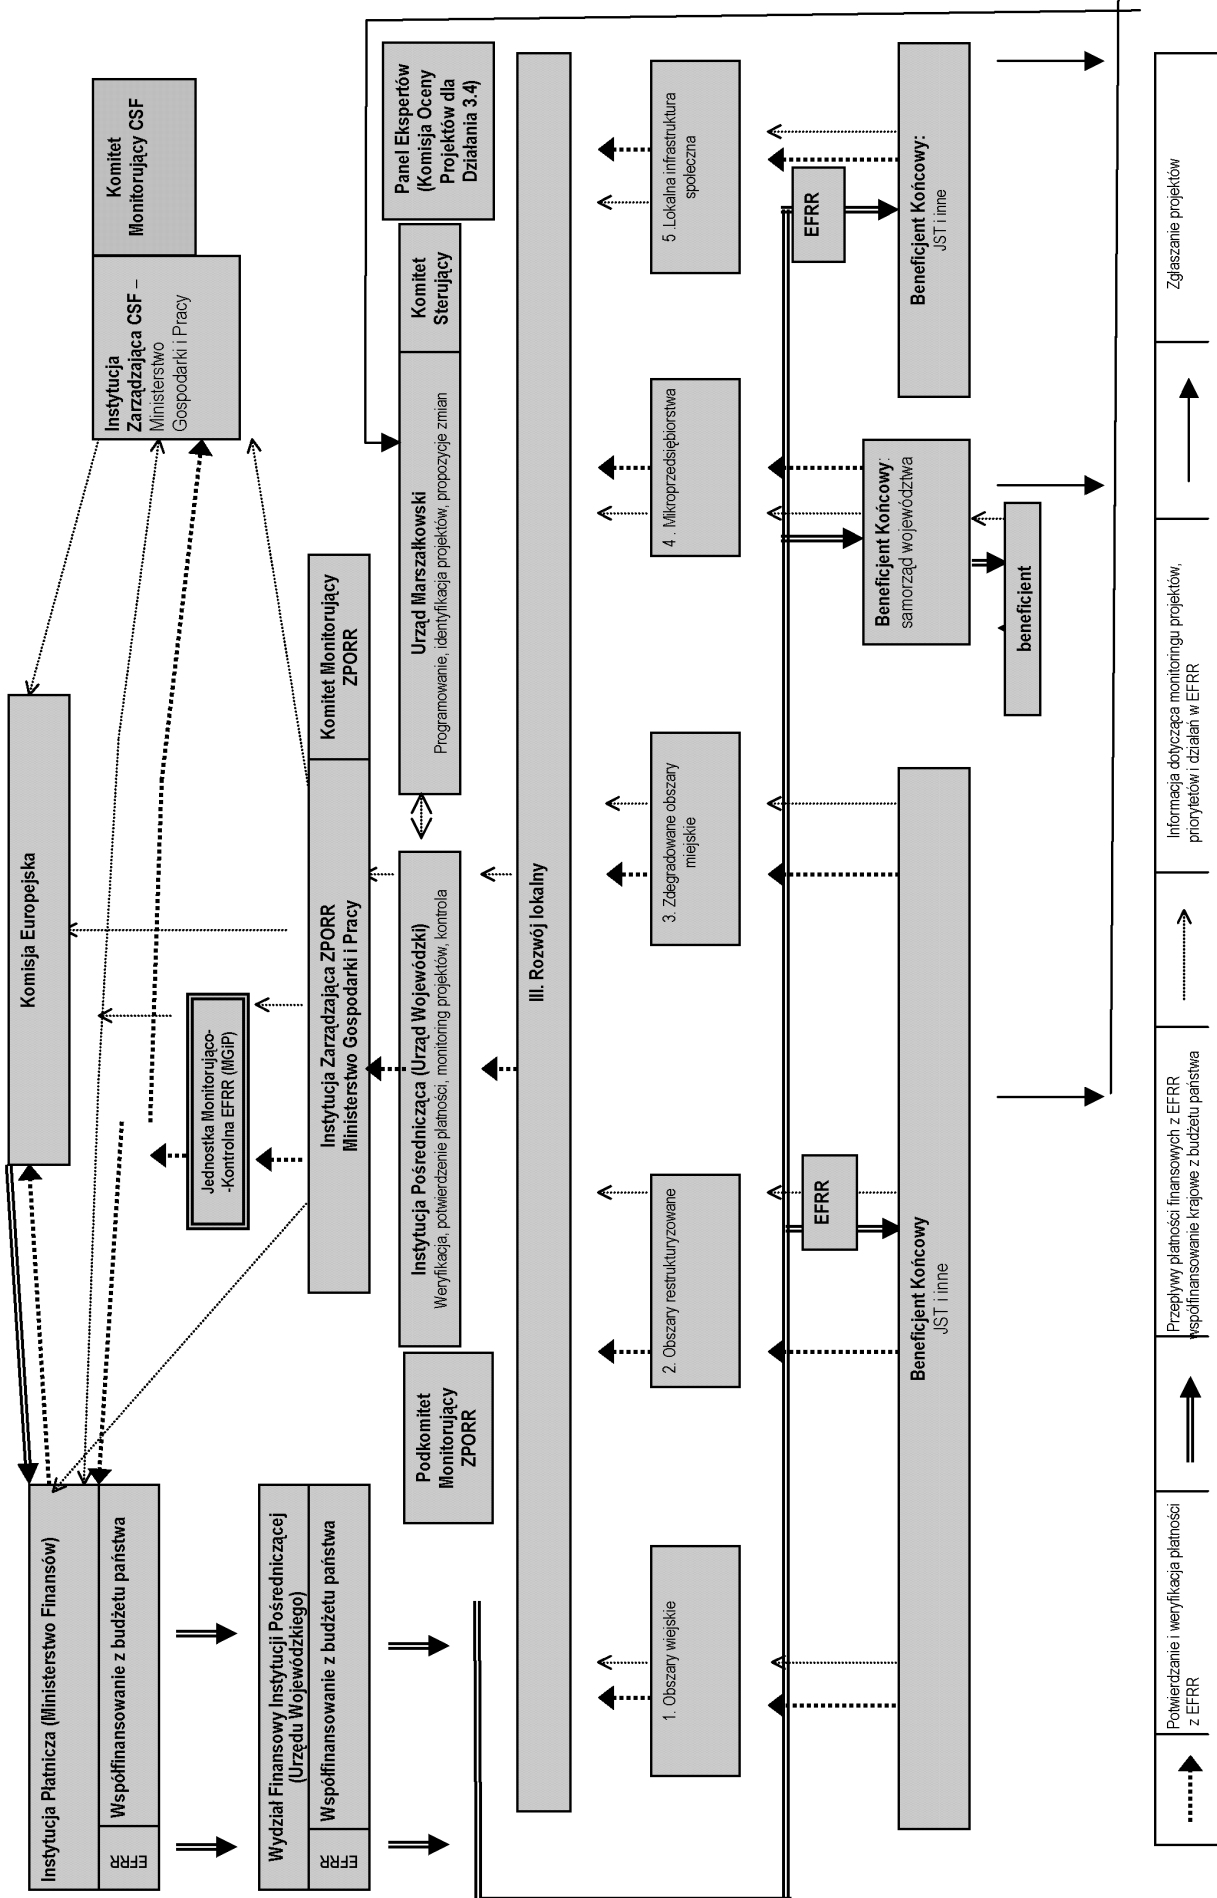 Komisja Europejska
Instytucja Płatnicza (Ministerstwo Finansów)
EFRR
Współfinansowanie z budżetu państwa
Instytucja
Zarządzająca CSF –
Ministerstwo
Gospodarki i Pracy
Komitet
Monitorujący CSF
Jednostka Monitorująco-
-Kontrolna EFRR (MGiP)
Wydział Finansowy Instytucji Pośredniczącej
(Urzędu Wojewódzkiego)
EFRR
Współfinansowanie z budżetu państwa
Instytucja Zarządzająca ZPORR
Ministerstwo Gospodarki i Pracy
Komitet Monitorujący
ZPORR
Podkomitet
Monitorujący
ZPORR
Instytucja Pośrednicząca (Urząd Wojewódzki)
Weryfikacja, potwierdzenie płatności, monitoring projektów, kontrola
Urząd Marszałkowski
Programowanie, identyfikacja projektów, propozycje zmian
Komitet
Sterujący
Panel Ekspertów
(Komisja Oceny
Projektów dla
Działania 3.4)
III. Rozwój lokalny
1. Obszary wiejskie
2. Obszary restrukturyzowane
3. Zdegradowane obszary
miejskie
4 . Mikroprzedsiębiorstwa
5 .Lokalna infrastruktura
społeczna
EFRR
EFRR
Beneficjent Końcowy
JST i inne
Beneficjent Końcowy:
samorząd województwa
Beneficjent Końcowy:
JST i inne
beneficjent
Potwierdzanie i weryfikacja płatności
z EFRR
Przepływy płatności finansowych z EFRR
współfinansowanie krajowe z budżetu państwa
Informacja dotycząca monitoringu projektów,
priorytetów i działań w EFRR
Zgłaszanie projektów